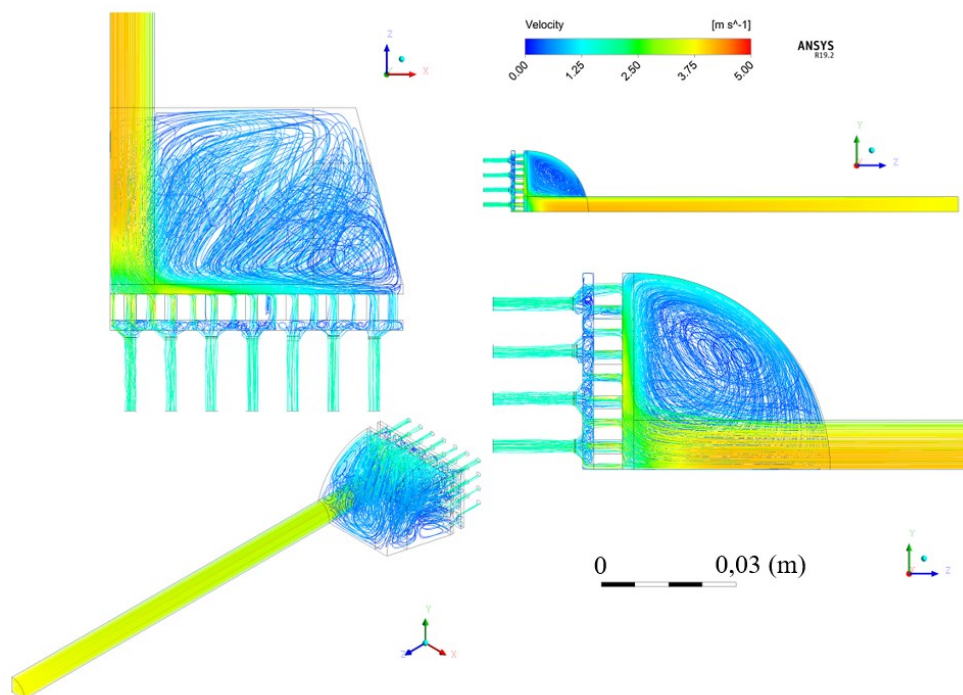 Velocity [m s^-1]
0.00 1.25 2.50 3.75 5.00
ANSYS
R19.2
Z
X
Y
Z
0 0,03 (m)
Y
Z
Y
Z X